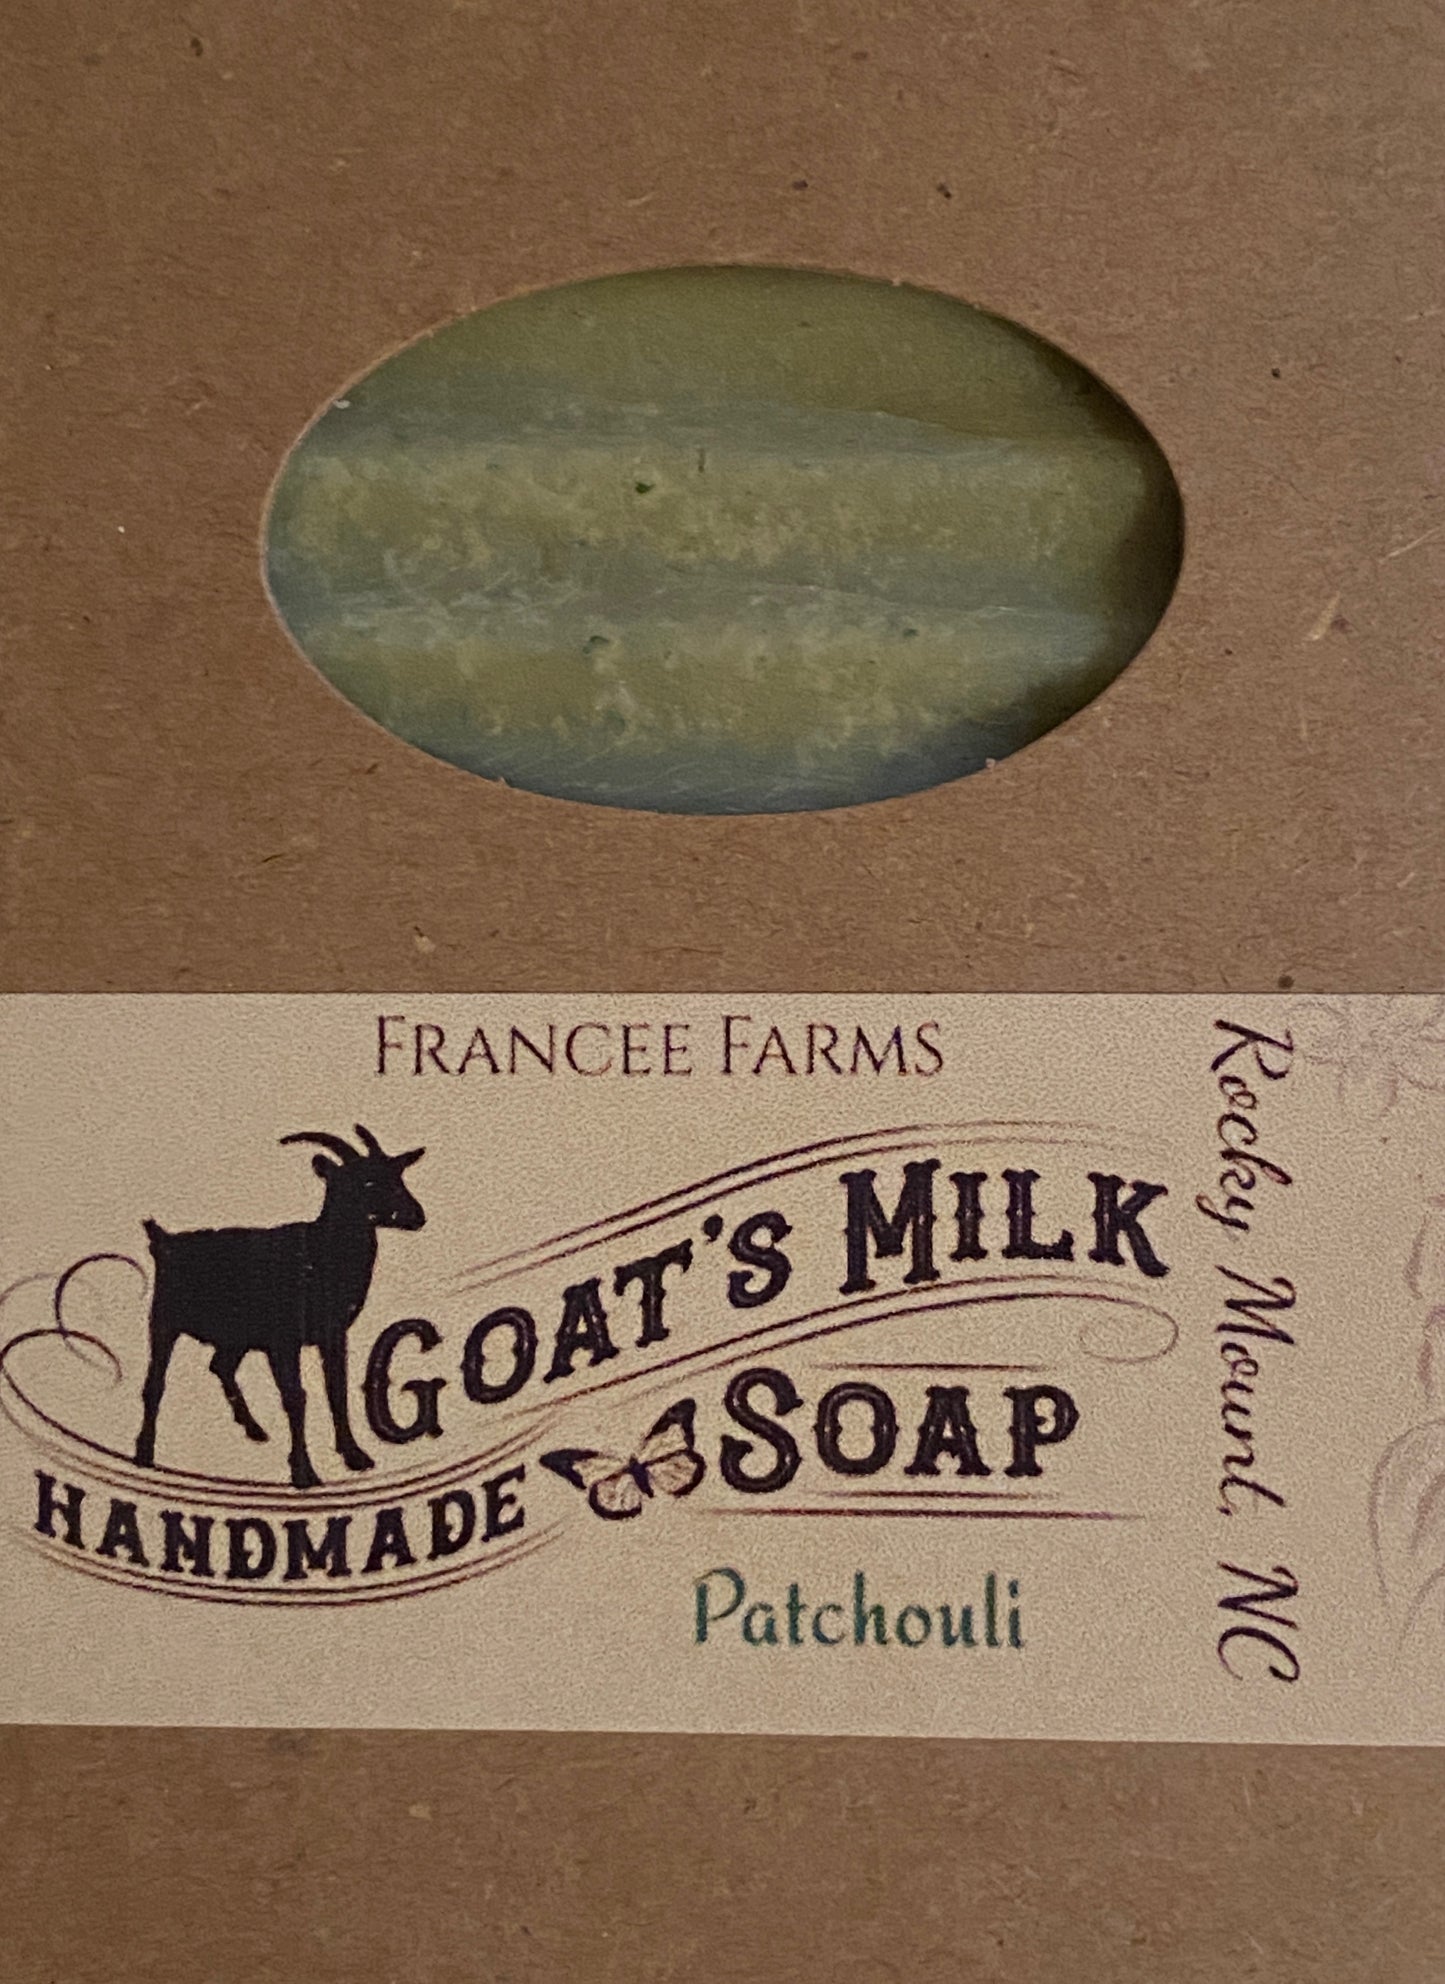 FRANCEE FARMS
GOAT'S MILK
HANDMADE SOAP
Patchouli
Rocky Mount, NC